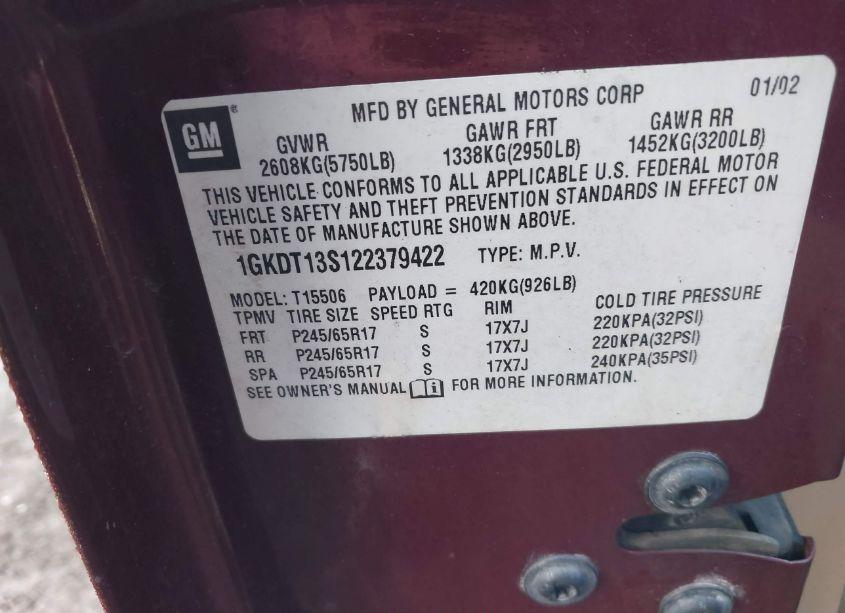 MFD BY GENERAL MOTORS CORP 01/02
GM®
GVWR GAWR FRT GAWR RR
2608KG(5750LB) 1338KG(2950LB) 1452KG(3200LB)
THIS VEHICLE CONFORMS TO ALL APPLICABLE U.S. FEDERAL MOTOR
VEHICLE SAFETY AND THEFT PREVENTION STANDARDS IN EFFECT ON
THE DATE OF MANUFACTURE SHOWN ABOVE.
1GKDT13S122379422 TYPE: M.P.V.
MODEL: T15506 PAYLOAD = 420KG(926LB)
TPMV TIRE SIZE SPEED RTG RIM COLD TIRE PRESSURE
FRT P245/65R17 S 17X7J 220KPA(32PSI)
RR P245/65R17 S 17X7J 220KPA(32PSI)
SPA P245/65R17 S 17X7J 240KPA(35PSI)
SEE OWNER'S MANUAL FOR MORE INFORMATION.